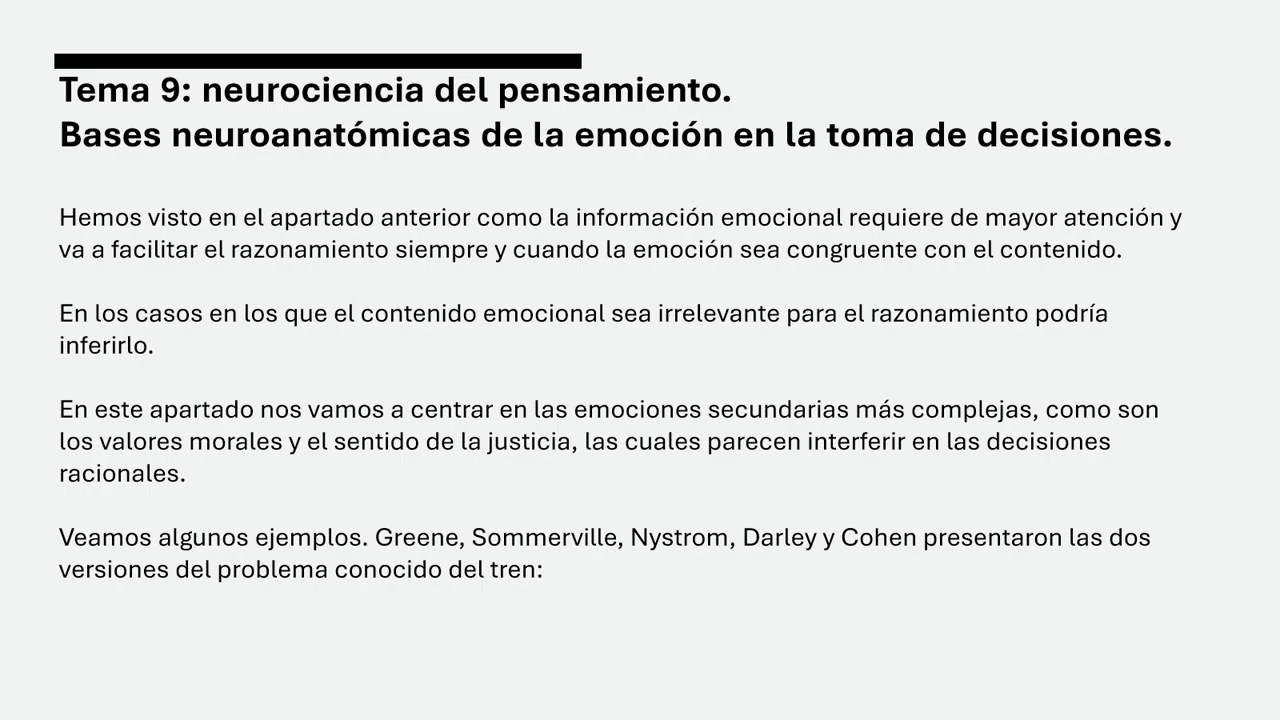 Tema 9: neurociencia del pensamiento.
Bases neuroanatómicas de la emoción en la toma de decisiones.
Hemos visto en el apartado anterior como la información emocional requiere de mayor atención y
va a facilitar el razonamiento siempre y cuando la emoción sea congruente con el contenido.
En los casos en los que el contenido emocional sea irrelevante para el razonamiento podría
inferirlo.
En este apartado nos vamos a centrar en las emociones secundarias más complejas, como son
los valores morales y el sentido de la justicia, las cuales parecen interferir en las decisiones
racionales.
Veamos algunos ejemplos. Greene, Sommerville, Nystrom, Darley y Cohen presentaron las dos
versiones del problema conocido del tren: